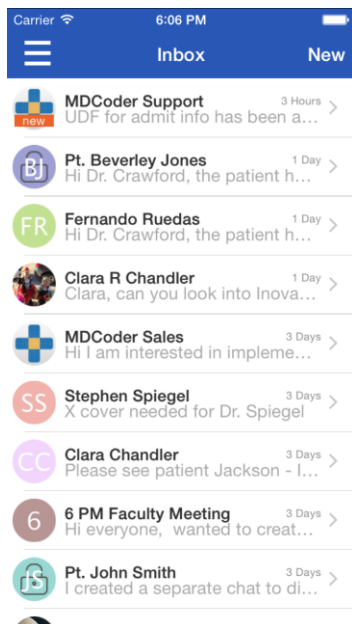 Carrier 6:06 PM
Inbox New
MDCoder Support 3 Hours
new UDF for admit info has been a...
BJ Pt. Beverley Jones 1 Day
Hi Dr. Crawford, the patient h...
FR Fernando Ruedas 1 Day
Hi Dr. Crawford, the patient h...
Clara R Chandler 1 Day
Clara, can you look into Inova...
MDCoder Sales 3 Days
Hi I am interested in impleme...
SS Stephen Spiegel 3 Days
X cover needed for Dr. Spiegel
CC Clara Chandler 3 Days
Please see patient Jackson - I...
6 6 PM Faculty Meeting 3 Days
Hi everyone, wanted to creat...
JS Pt. John Smith 3 Days
I created a separate chat to di...